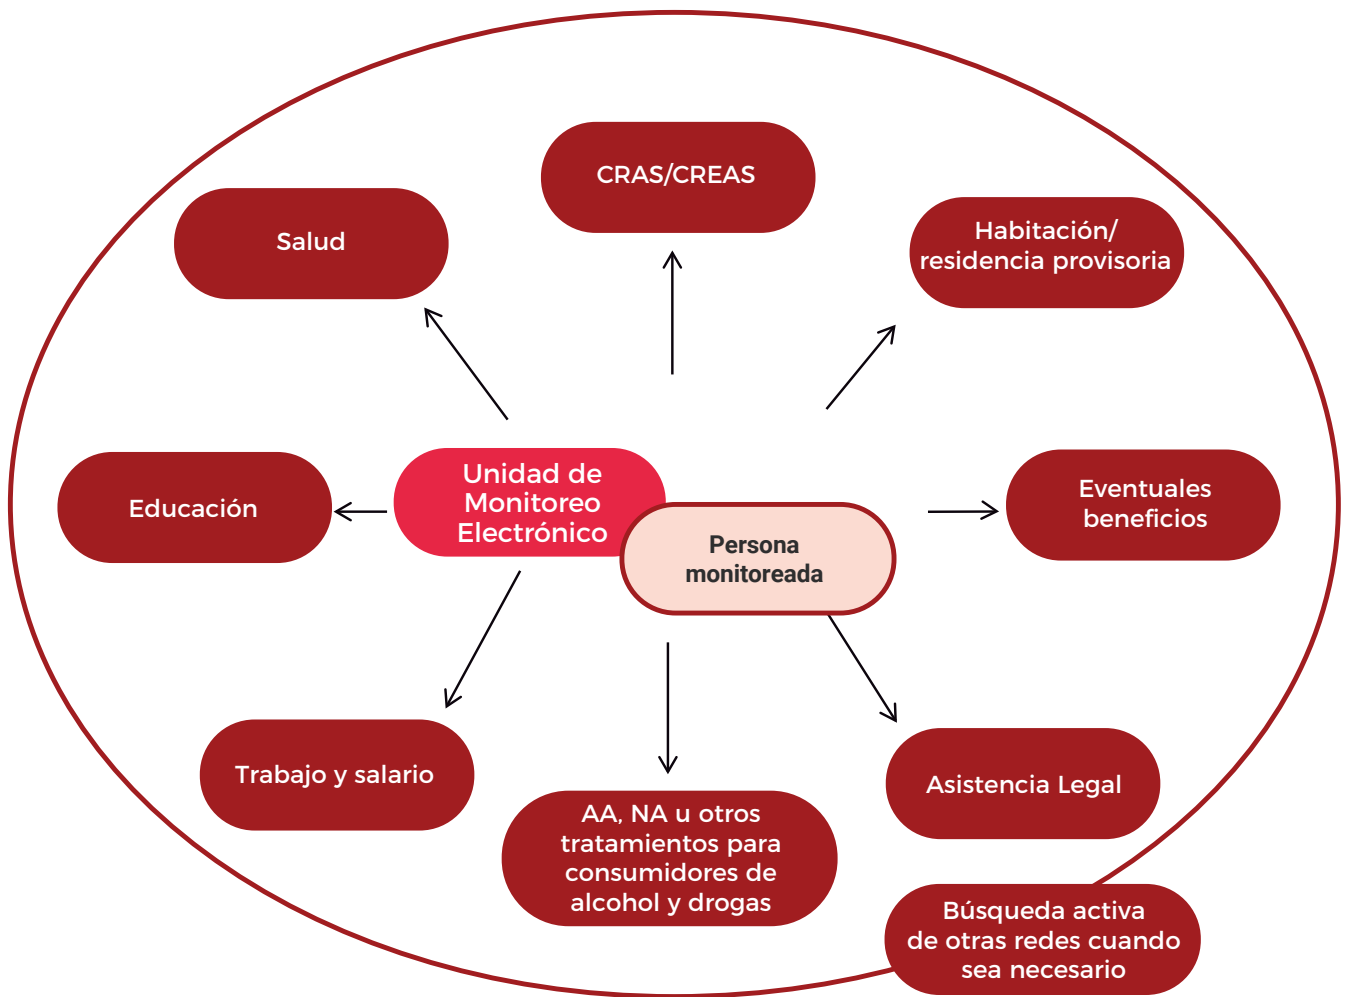 CRAS/CREAS
Salud
Habitación/
residencia provisoria
Unidad de
Monitoreo
Electrónico
Persona
monitoreada
Educación
Eventuales
beneficios
Trabajo y salario
AA, NA u otros
tratamientos para
consumidores de
alcohol y drogas
Asistencia Legal
Búsqueda activa
de otras redes cuando
sea necesario